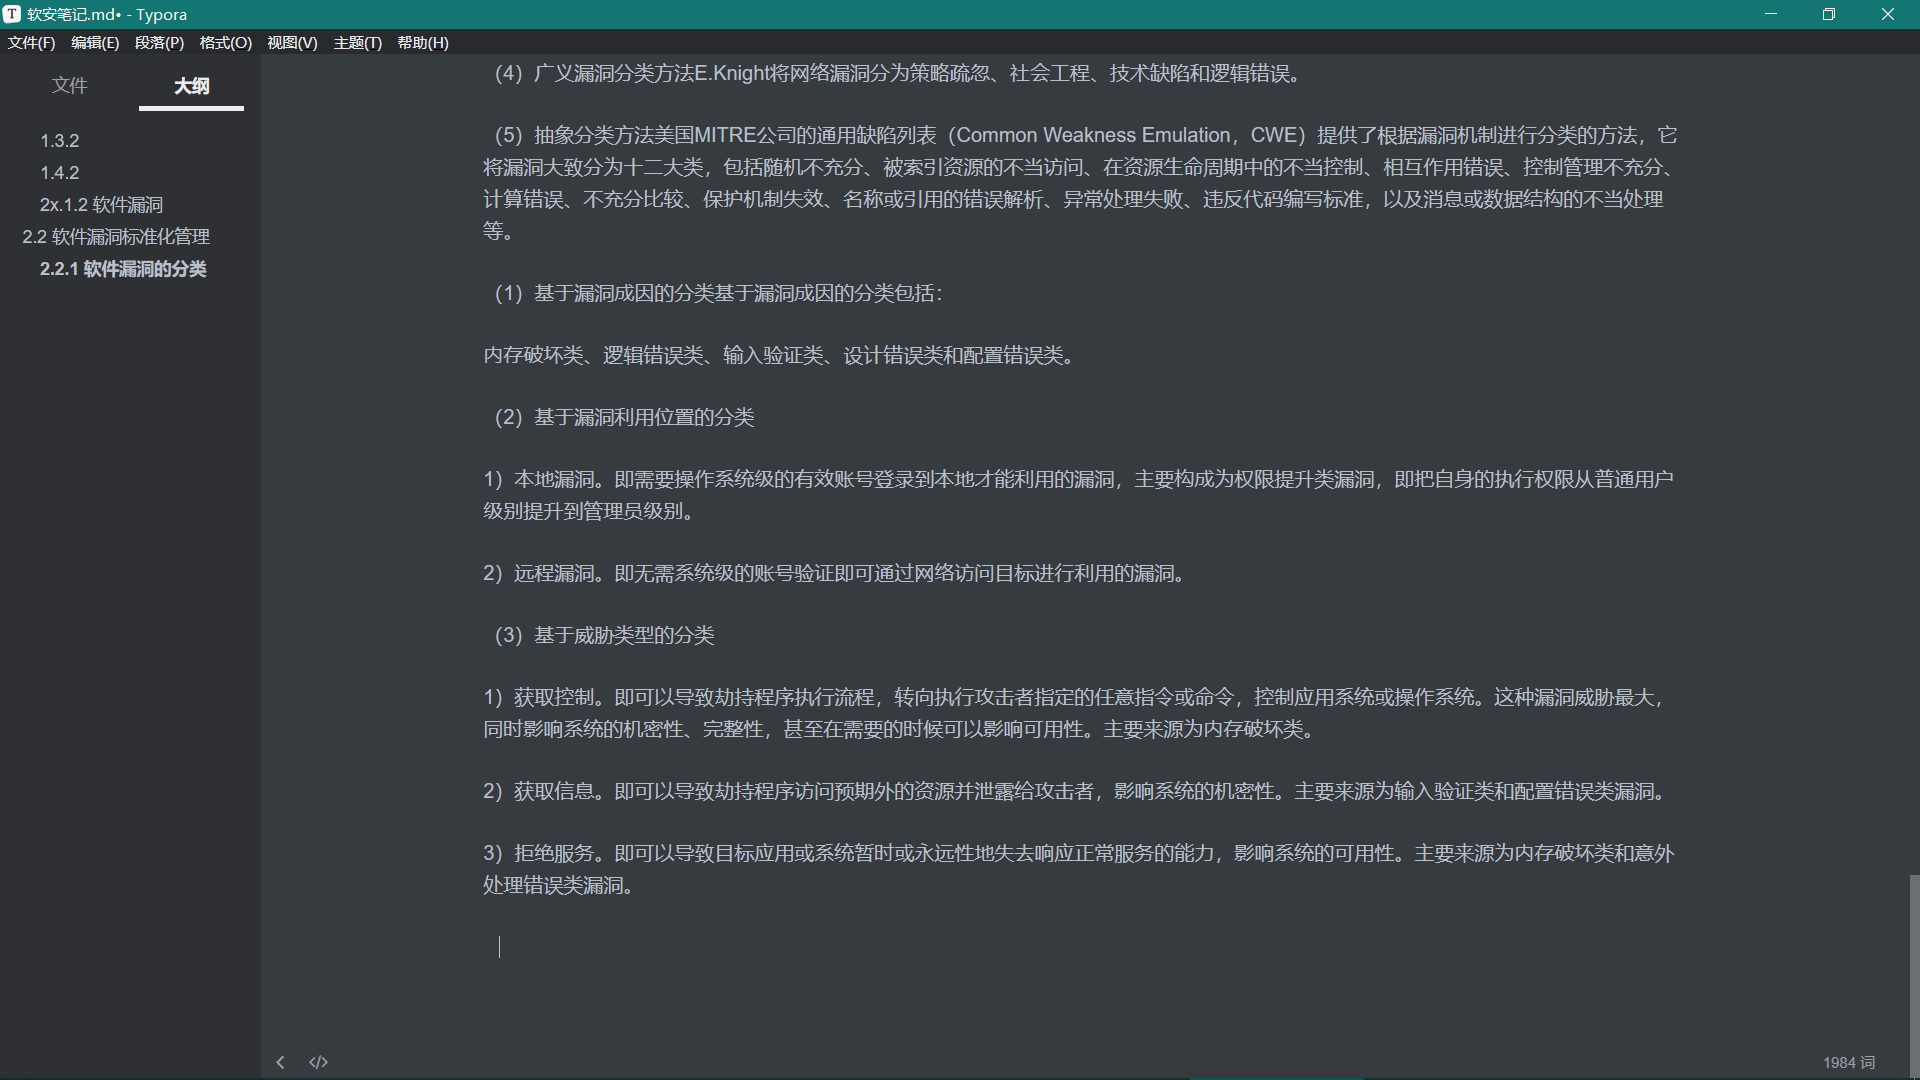 软安笔记.md• - Typora
文件(F) 编辑(E) 段落(P) 格式(O) 视图(V) 主题(T) 帮助(H)
文件 大纲
1.3.2
1.4.2
2x.1.2 软件漏洞
2.2 软件漏洞标准化管理
2.2.1 软件漏洞的分类
（4）广义漏洞分类方法E.Knight将网络漏洞分为策略疏忽、社会工程、技术缺陷和逻辑错误。
（5）抽象分类方法美国MITRE公司的通用缺陷列表（Common Weakness Emulation，CWE）提供了根据漏洞机制进行分类的方法，它
将漏洞大致分为十二大类，包括随机不充分、被索引资源的不当访问、在资源生命周期中的不当控制、相互作用错误、控制管理不充分、
计算错误、不充分比较、保护机制失效、名称或引用的错误解析、异常处理失败、违反代码编写标准，以及消息或数据结构的不当处理
等。
（1）基于漏洞成因的分类基于漏洞成因的分类包括：
内存破坏类、逻辑错误类、输入验证类、设计错误类和配置错误类。
（2）基于漏洞利用位置的分类
1）本地漏洞。即需要操作系统级的有效账号登录到本地才能利用的漏洞，主要构成为权限提升类漏洞，即把自身的执行权限从普通用户
级别提升到管理员级别。
2）远程漏洞。即无需系统级的账号验证即可通过网络访问目标进行利用的漏洞。
（3）基于威胁类型的分类
1）获取控制。即可以导致劫持程序执行流程，转向执行攻击者指定的任意指令或命令，控制应用系统或操作系统。这种漏洞威胁最大，
同时影响系统的机密性、完整性，甚至在需要的时候可以影响可用性。主要来源为内存破坏类。
2）获取信息。即可以导致劫持程序访问预期外的资源并泄露给攻击者，影响系统的机密性。主要来源为输入验证类和配置错误类漏洞。
3）拒绝服务。即可以导致目标应用或系统暂时或永远性地失去响应正常服务的能力，影响系统的可用性。主要来源为内存破坏类和意外
处理错误类漏洞。
1984 词